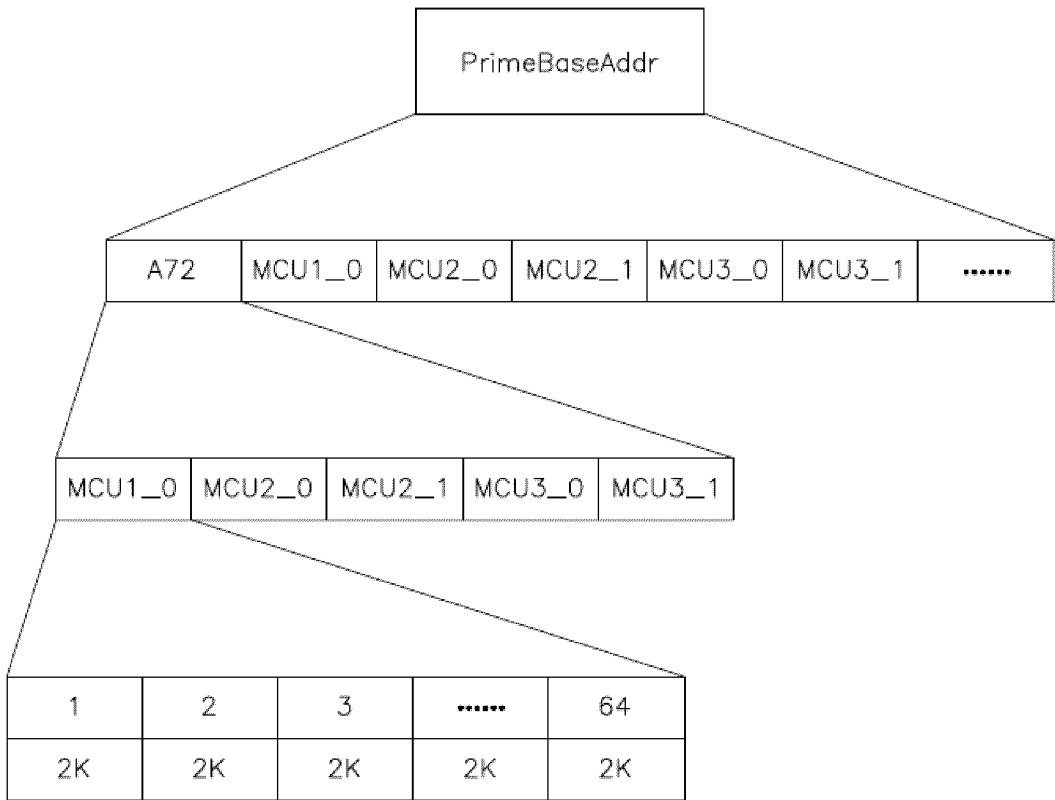 PrimeBaseAddr
A72 MCU1_0 MCU2_0 MCU2_1 MCU3_0 MCU3_1 ......
MCU1_0 MCU2_0 MCU2_1 MCU3_0 MCU3_1
1 2 3 ...... 64
2K 2K 2K 2K 2K